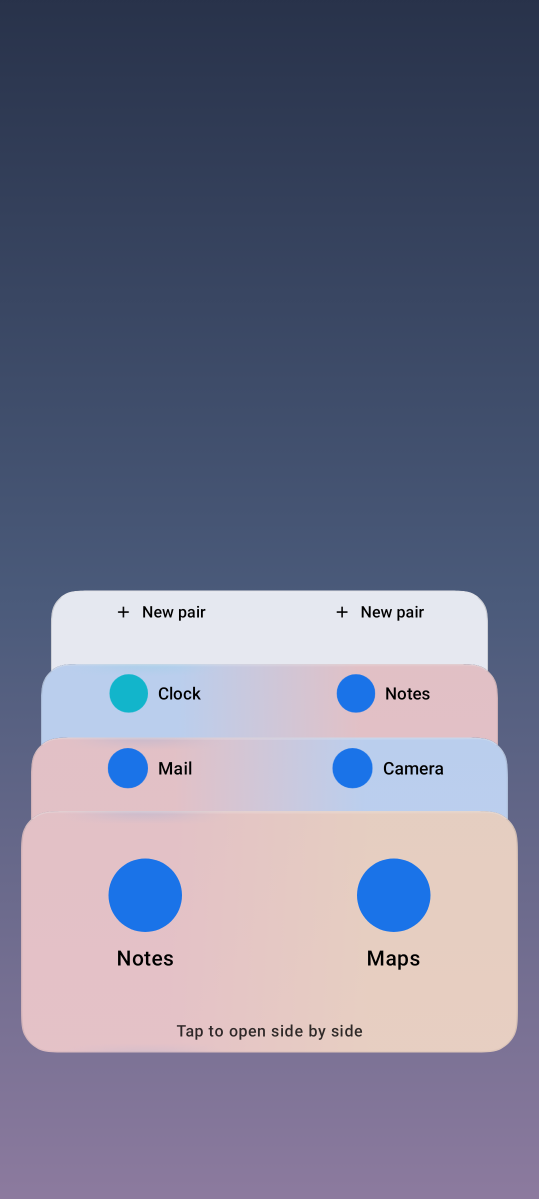 + New pair + New pair
Clock Notes
Mail Camera
Notes Maps
Tap to open side by side